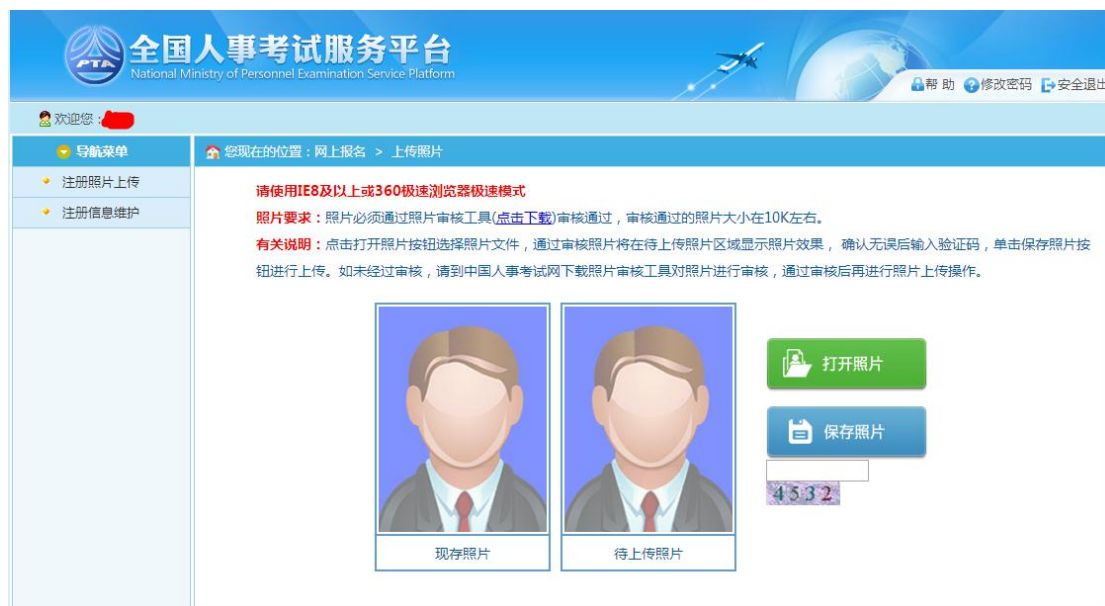 全国人事考试服务平台
National Ministry of Personnel Examination Service Platform
PTA
帮 助 修改密码 安全退出
欢迎您：
导航菜单
您现在的位置：网上报名 > 上传照片
注册照片上传
注册信息维护
请使用IE8及以上或360极速浏览器极速模式
照片要求：照片必须通过照片审核工具(点击下载)审核通过，审核通过的照片大小在10K左右。
有关说明：点击打开照片按钮选择照片文件，通过审核照片将在待上传照片区域显示照片效果， 确认无误后输入验证码，单击保存照片按
钮进行上传。如未经过审核，请到中国人事考试网下载照片审核工具对照片进行审核，通过审核后再进行照片上传操作。
打开照片
保存照片
4532
现存照片
待上传照片